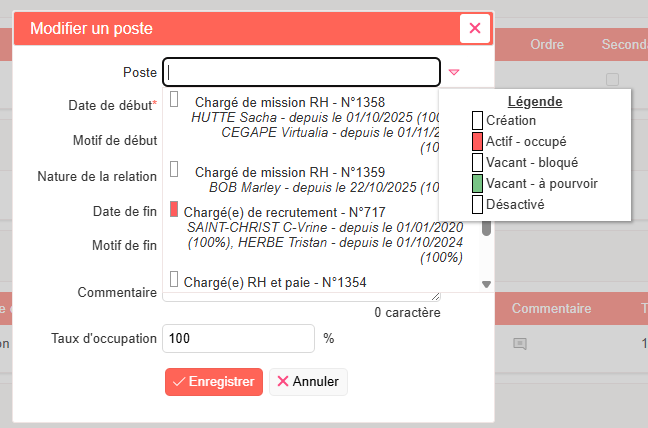 Modifier un poste
Ordre
Seconda
Poste
Légende
Création
Actif - occupé
Vacant - bloqué
Vacant - à pourvoir
Désactivé
Chargé de mission RH - N°1358
HUTTE Sacha - depuis le 01/10/2025 (100
CEGAPE Virtualia - depuis le 01/11/2
(10
Chargé de mission RH - N°1359
BOB Marley - depuis le 22/10/2025 (10
Chargé(e) de recrutement - N°717
SAINT-CHRIST C-Vrine - depuis le 01/01/2020
(100%), HERBE Tristan - depuis le 01/10/2024
(100%)
Chargé(e) RH et paie - N°1354
Date de début*
Motif de début
Nature de la relation
Date de fin
Motif de fin
Commentaire
0 caractère
Taux d'occupation
100
%
Enregistrer
Annuler
Commentaire
T
on
1